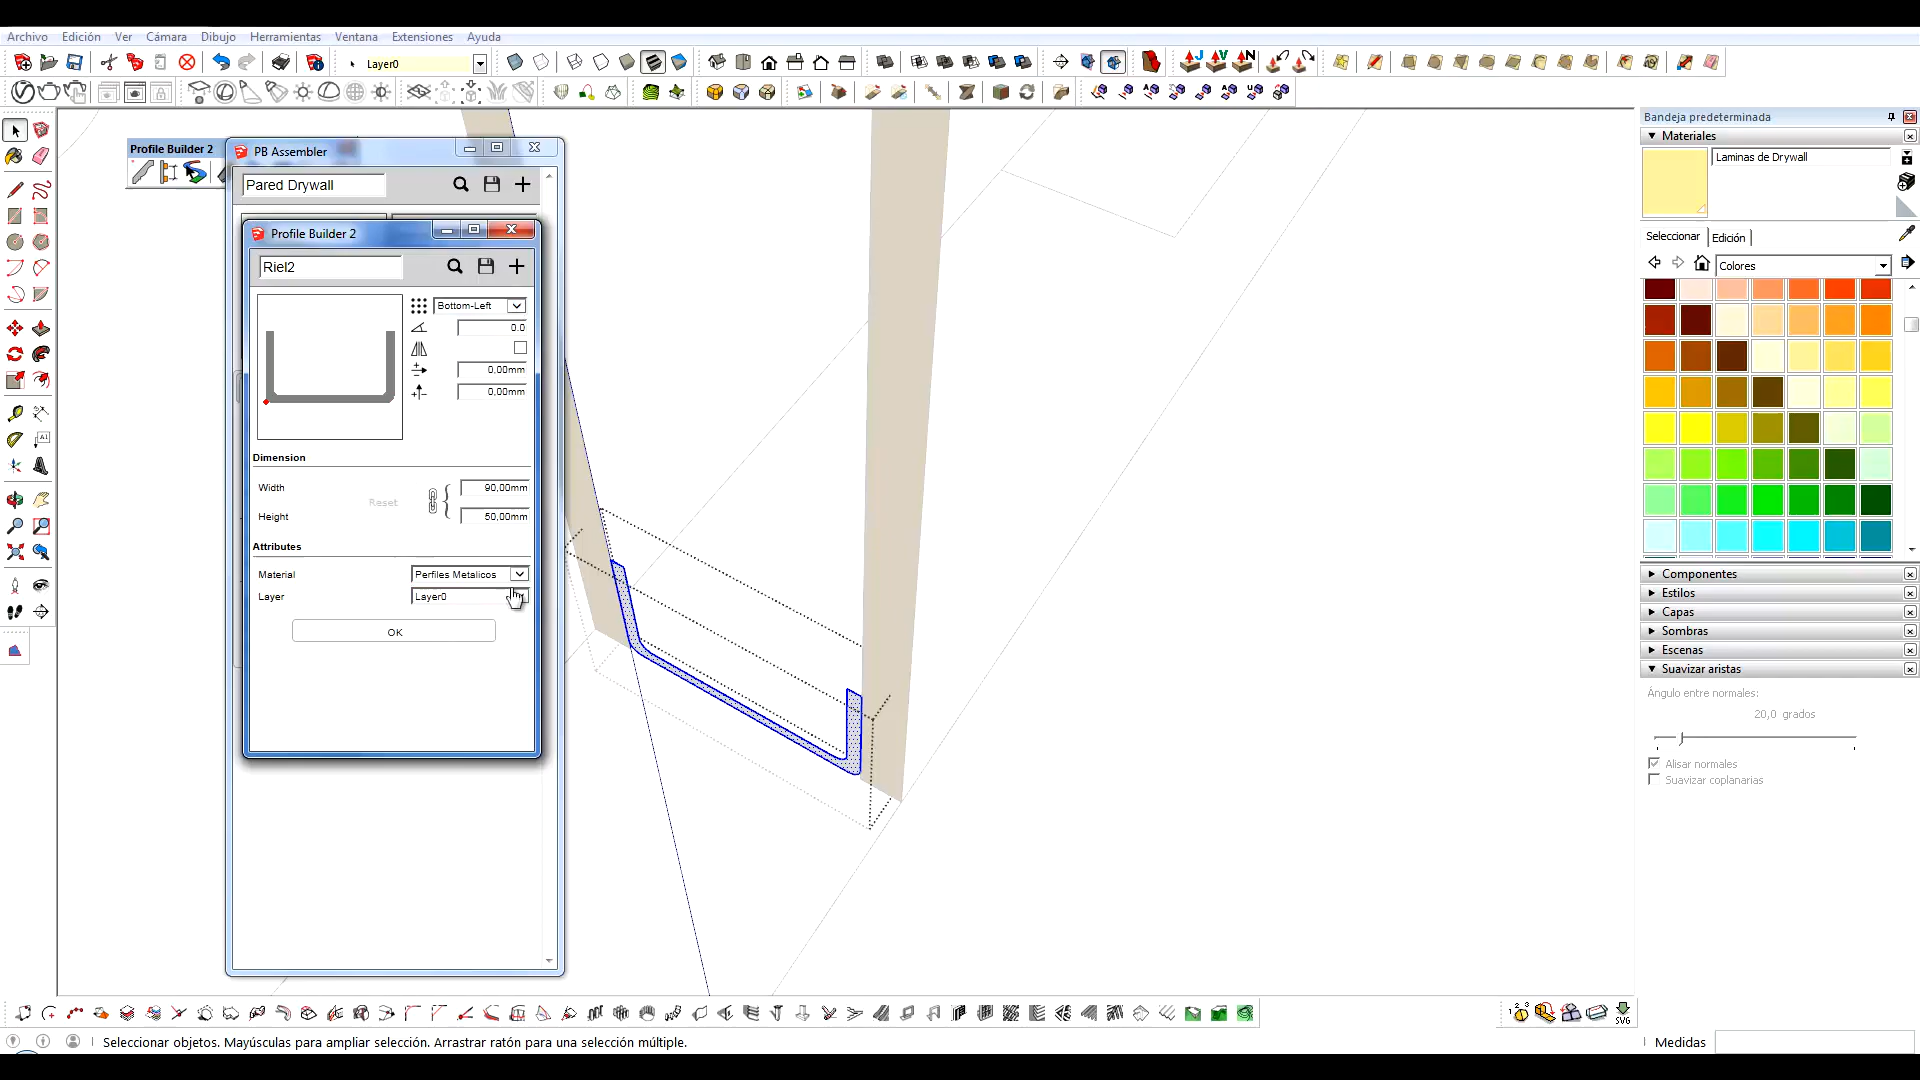 Archivo Edición Ver Cámara Dibujo Herramientas Ventana Extensiones Ayuda
Layer0
Profile Builder 2
PB Assembler
Pared Drywall
Profile Builder 2
Riel2
Bottom-Left
0.0
0,00mm
0,00mm
Dimension
Width
90,00mm
Reset
Height
50,00mm
Attributes
Material
Perfiles Metalicos
Layer
Layer0
OK
Bandeja predeterminada
Materiales
Laminas de Drywall
Seleccionar
Edición
Colores
Componentes
Estilos
Capas
Sombras
Escenas
Suavizar aristas
Ángulo entre normales:
20,0 grados
Alisar normales
Suavizar coplanarias
SVG
Seleccionar objetos. Mayúsculas para ampliar selección. Arrastrar ratón para una selección múltiple.
Medidas